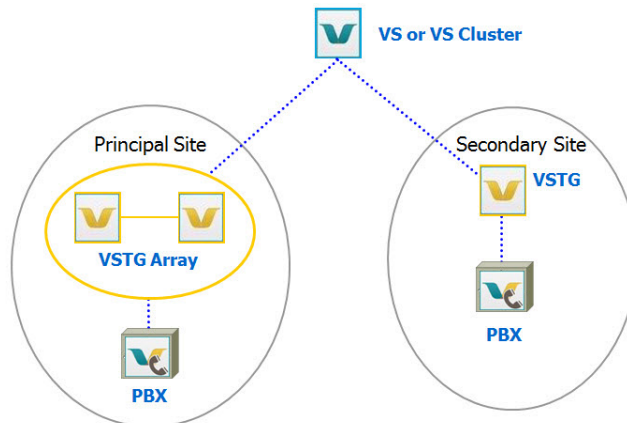 VS or VS Cluster
Principal Site
Secondary Site
VSTG
VSTG Array
PBX
PBX